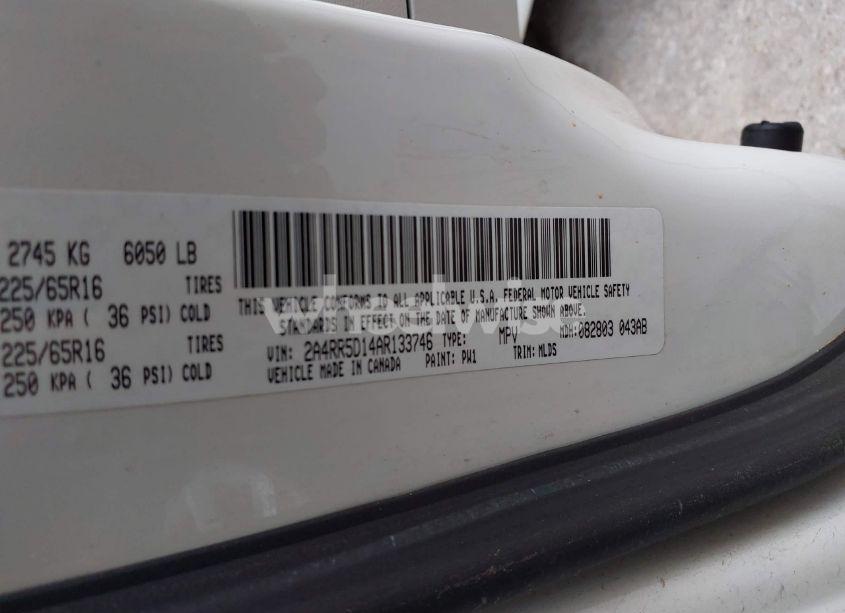 2745 KG 6050 LB
225/65R16 TIRES
250 KPA ( 36 PSI) COLD
225/65R16 TIRES
250 KPA ( 36 PSI) COLD
THIS VEHICLE CONFORMS TO ALL APPLICABLE U.S.A. FEDERAL MOTOR VEHICLE SAFETY
STANDARDS IN EFFECT ON THE DATE OF MANUFACTURE SHOWN ABOVE.
VIN: 2A4RR5D14AR133746 TYPE: MPV MDH: 082803 043AB
VEHICLE MADE IN CANADA PAINT: PW1 TRIM: MLDS